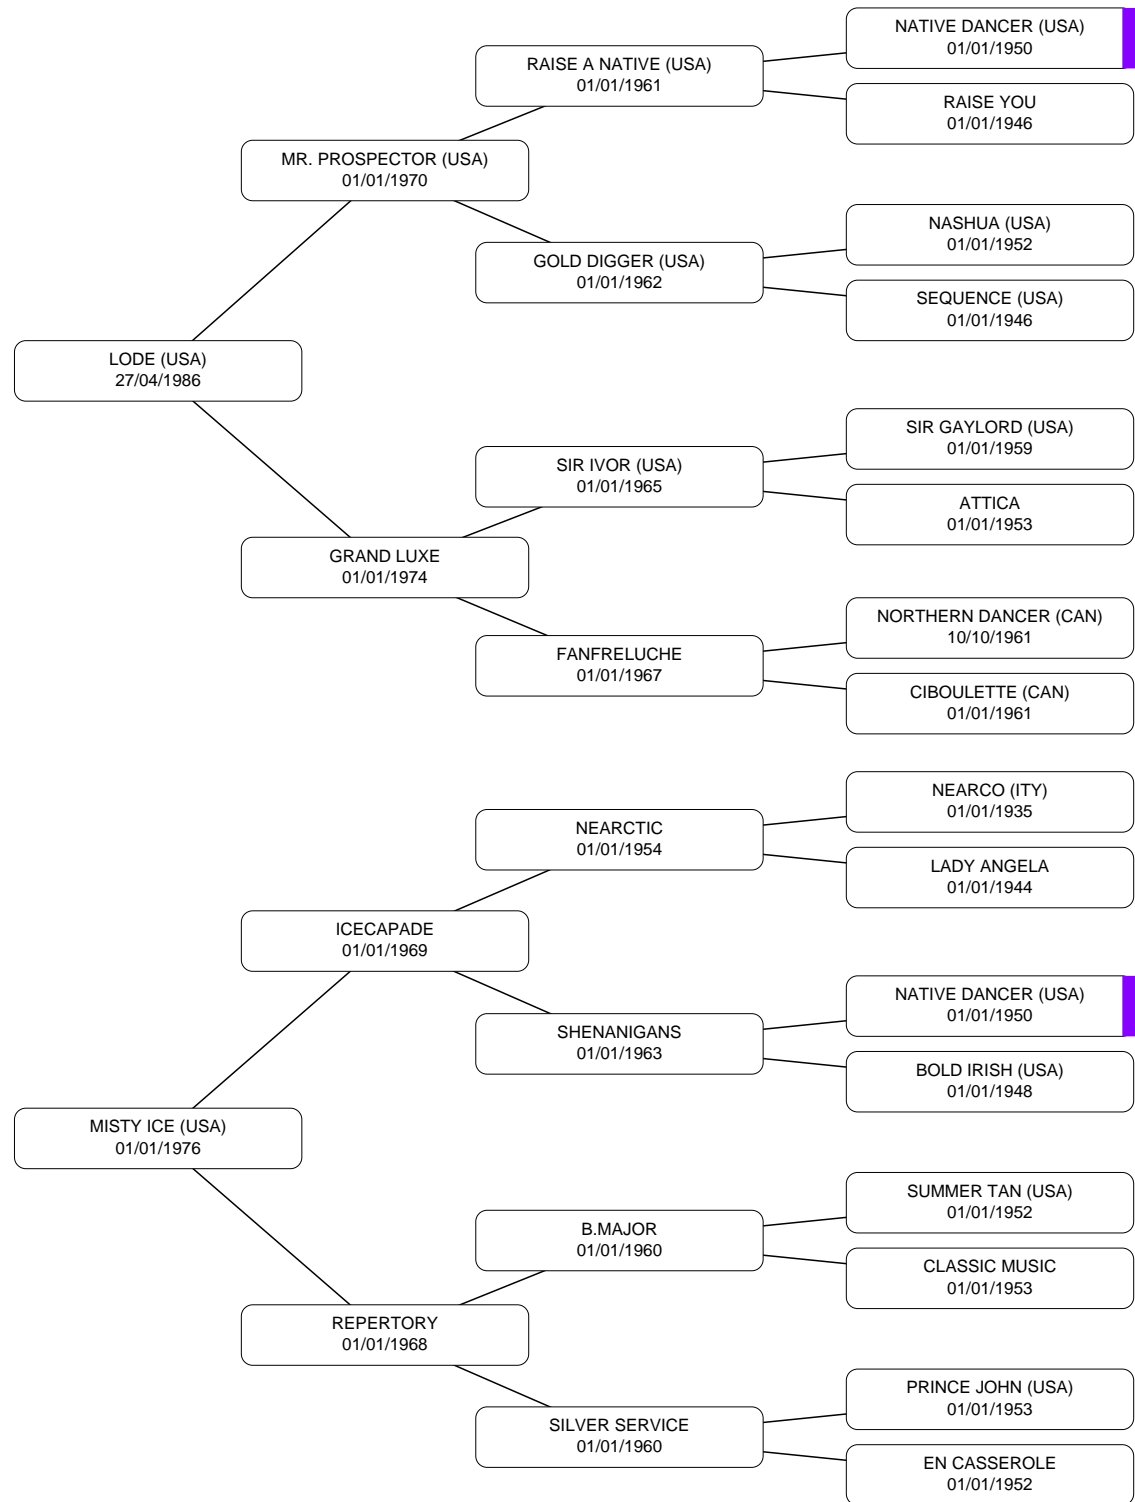 NATIVE DANCER (USA)
01/01/1950
RAISE A NATIVE (USA)
01/01/1961
RAISE YOU
01/01/1946
MR. PROSPECTOR (USA)
01/01/1970
NASHUA (USA)
01/01/1952
GOLD DIGGER (USA)
01/01/1962
SEQUENCE (USA)
01/01/1946
LODE (USA)
27/04/1986
SIR GAYLORD (USA)
01/01/1959
SIR IVOR (USA)
01/01/1965
ATTICA
01/01/1953
GRAND LUXE
01/01/1974
NORTHERN DANCER (CAN)
10/10/1961
FANFRELUCHE
01/01/1967
CIBOULETTE (CAN)
01/01/1961
NEARCO (ITY)
01/01/1935
NEARCTIC
01/01/1954
LADY ANGELA
01/01/1944
ICECAPADE
01/01/1969
NATIVE DANCER (USA)
01/01/1950
SHENANIGANS
01/01/1963
BOLD IRISH (USA)
01/01/1948
MISTY ICE (USA)
01/01/1976
SUMMER TAN (USA)
01/01/1952
B.MAJOR
01/01/1960
CLASSIC MUSIC
01/01/1953
REPERTORY
01/01/1968
PRINCE JOHN (USA)
01/01/1953
SILVER SERVICE
01/01/1960
EN CASSEROLE
01/01/1952